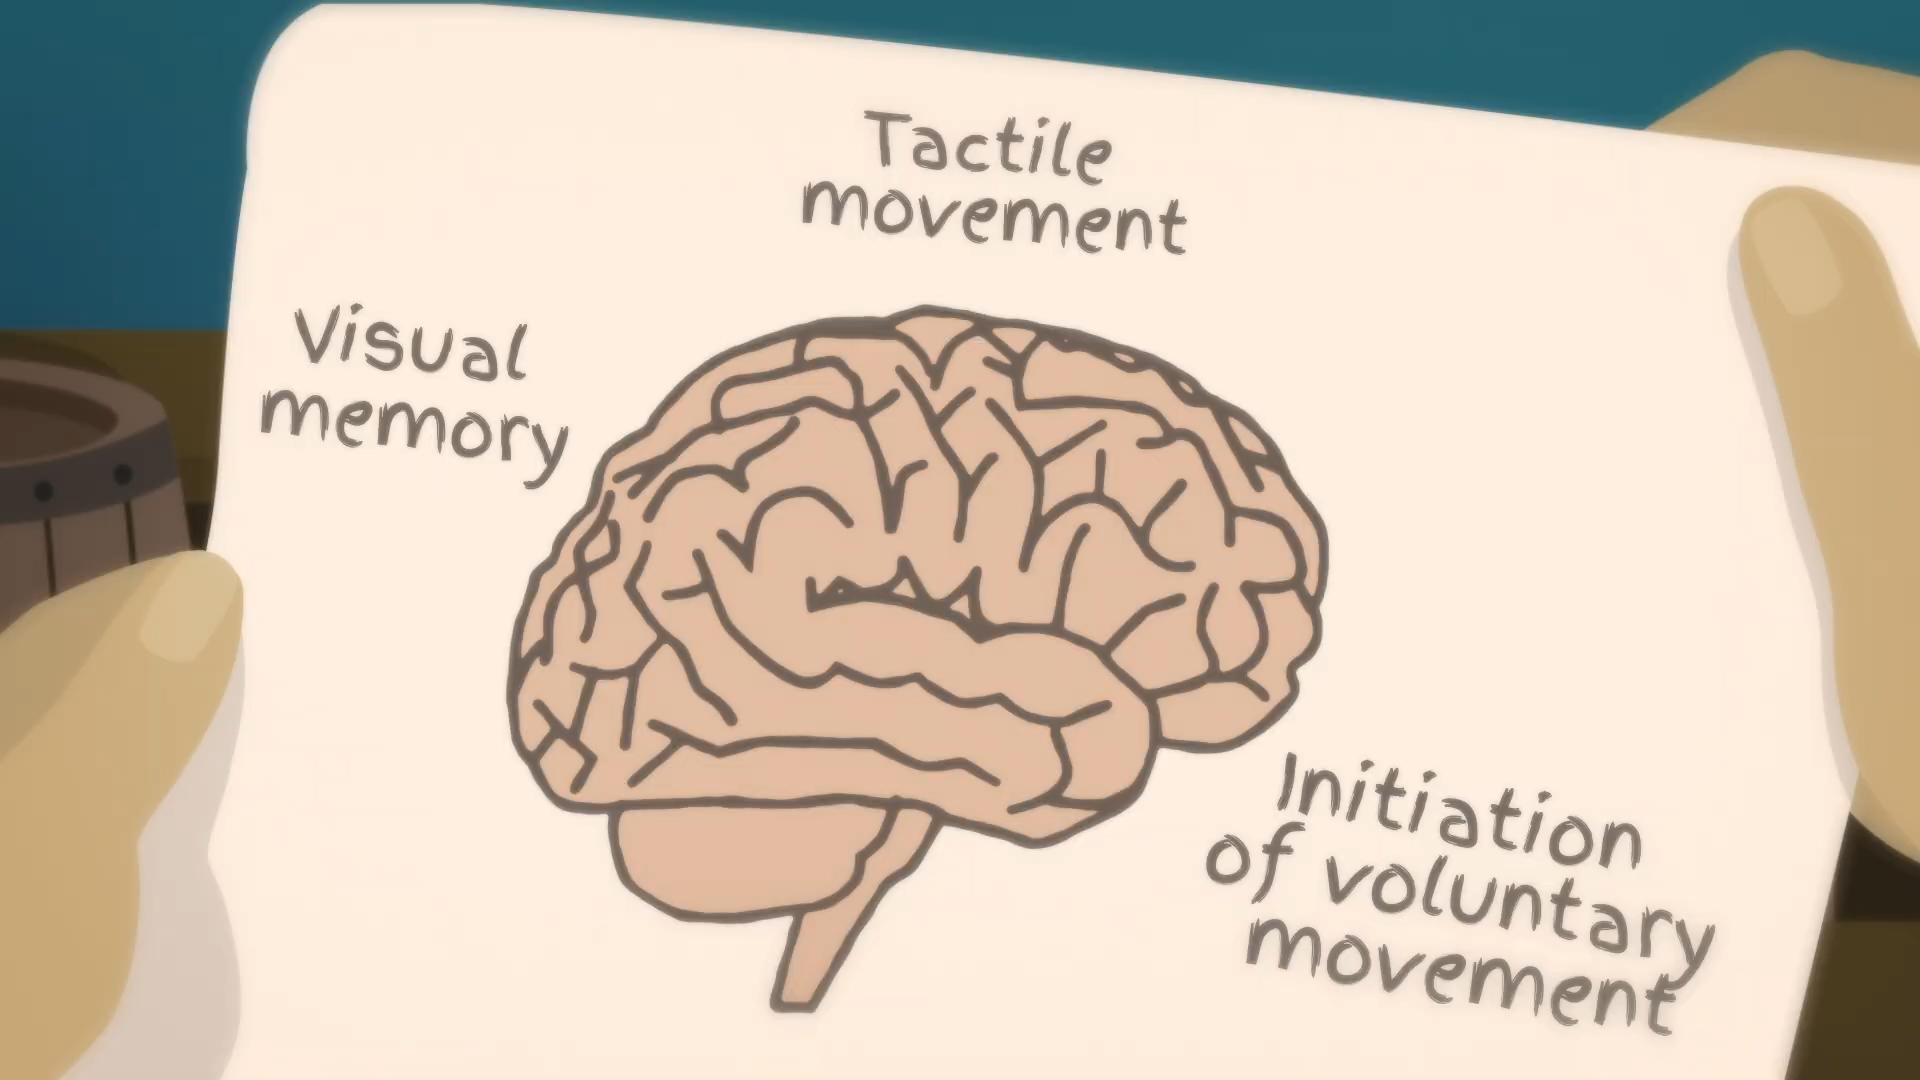 Tactile
movement
Visual
memory
Initiation
of voluntary
movement